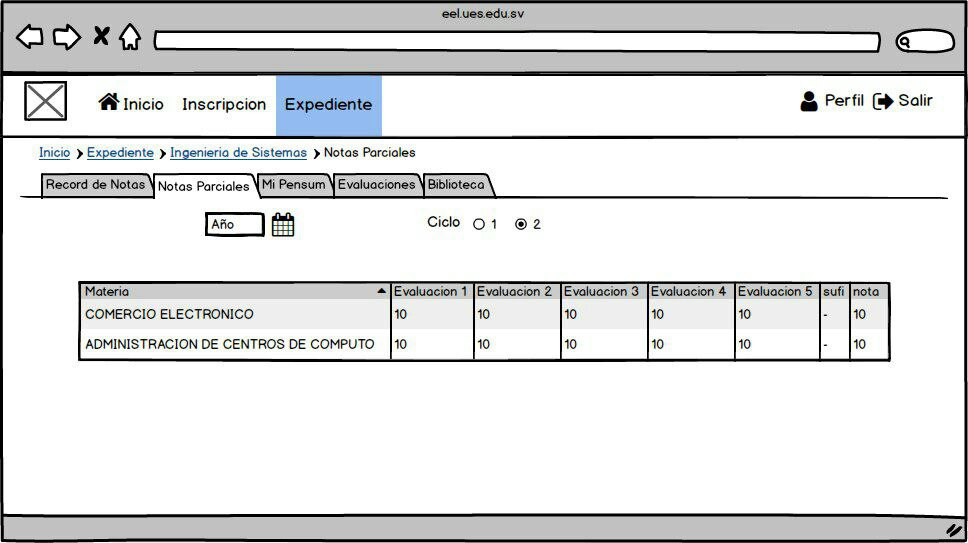 eel.ues.edu.sv
Inicio Inscripcion Expediente Perfil Salir
Inicio Expediente Ingenieria de Sistemas Notas Parciales
Record de Notas Notas Parciales Mi Pensum Evaluaciones Biblioteca
Año Ciclo 1 2
Materia Evaluacion 1 Evaluacion 2 Evaluacion 3 Evaluacion 4 Evaluacion 5 sufi nota
COMERCIO ELECTRONICO 10 10 10 10 10 - 10
ADMINISTRACION DE CENTROS DE COMPUTO 10 10 10 10 10 - 10